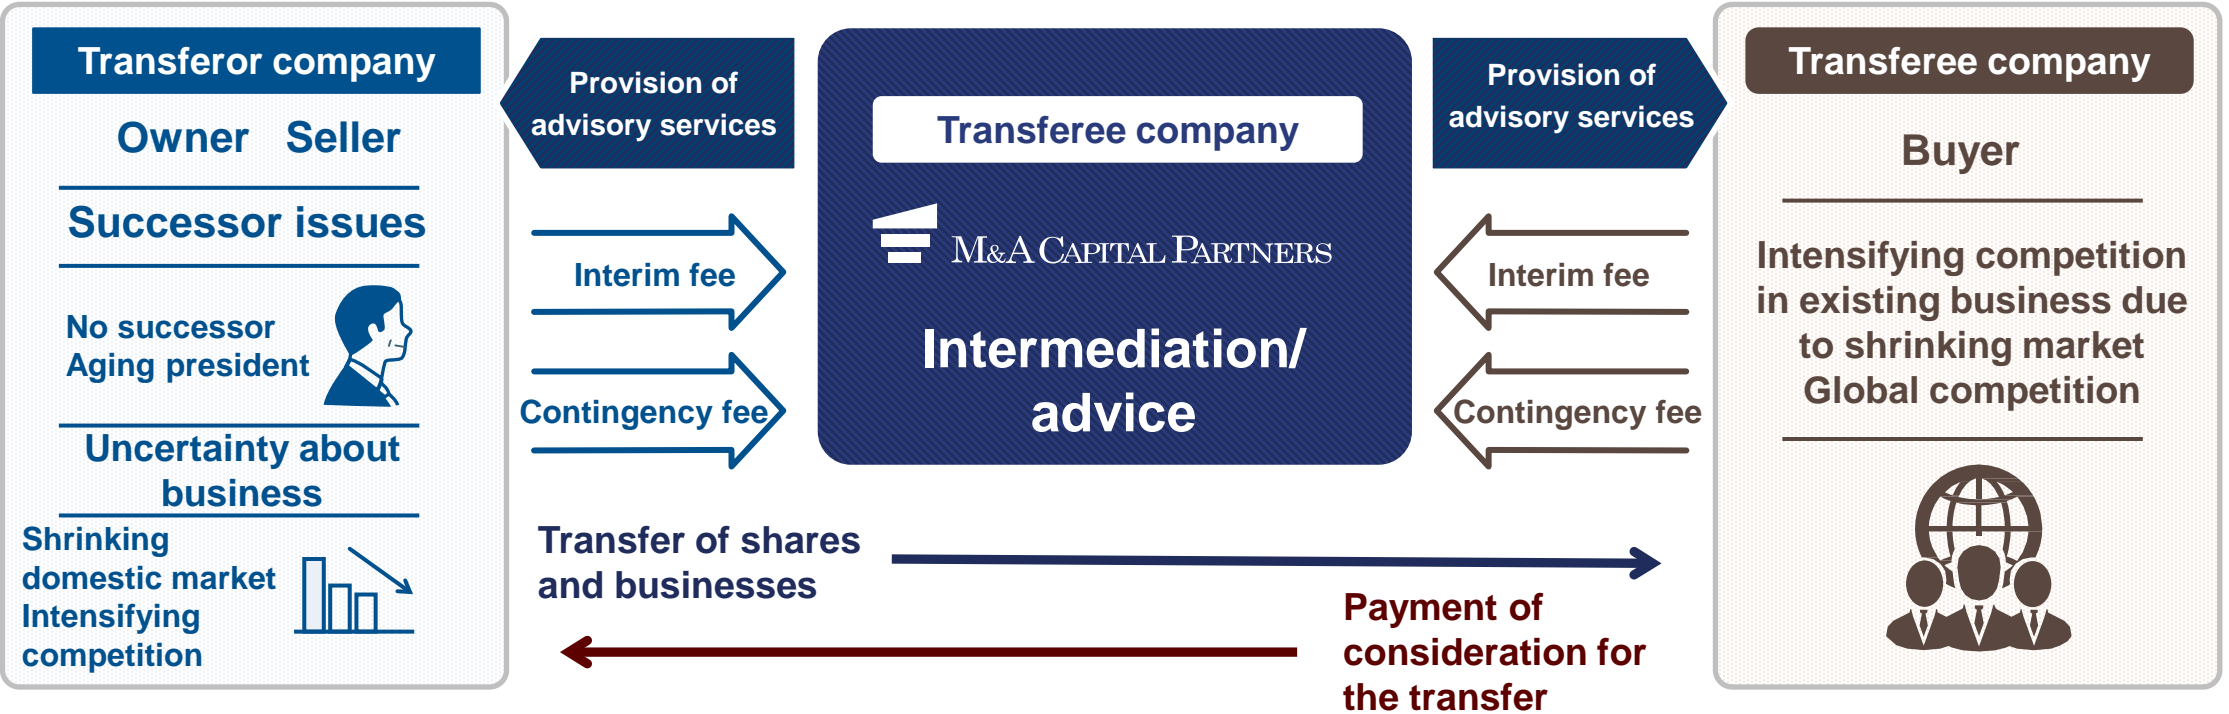 Transferor company
Owner Seller
Successor issues
No successor
Aging president
Uncertainty about
business
Shrinking
domestic market
Intensifying
competition
Provision of
advisory services
Interim fee
Contingency fee
Transferee company
M&A CAPITAL PARTNERS
Intermediation/
advice
Provision of
advisory services
Interim fee
Contingency fee
Transfer of shares
and businesses
Payment of
consideration for
the transfer
Transferee company
Buyer
Intensifying competition
in existing business due
to shrinking market
Global competition